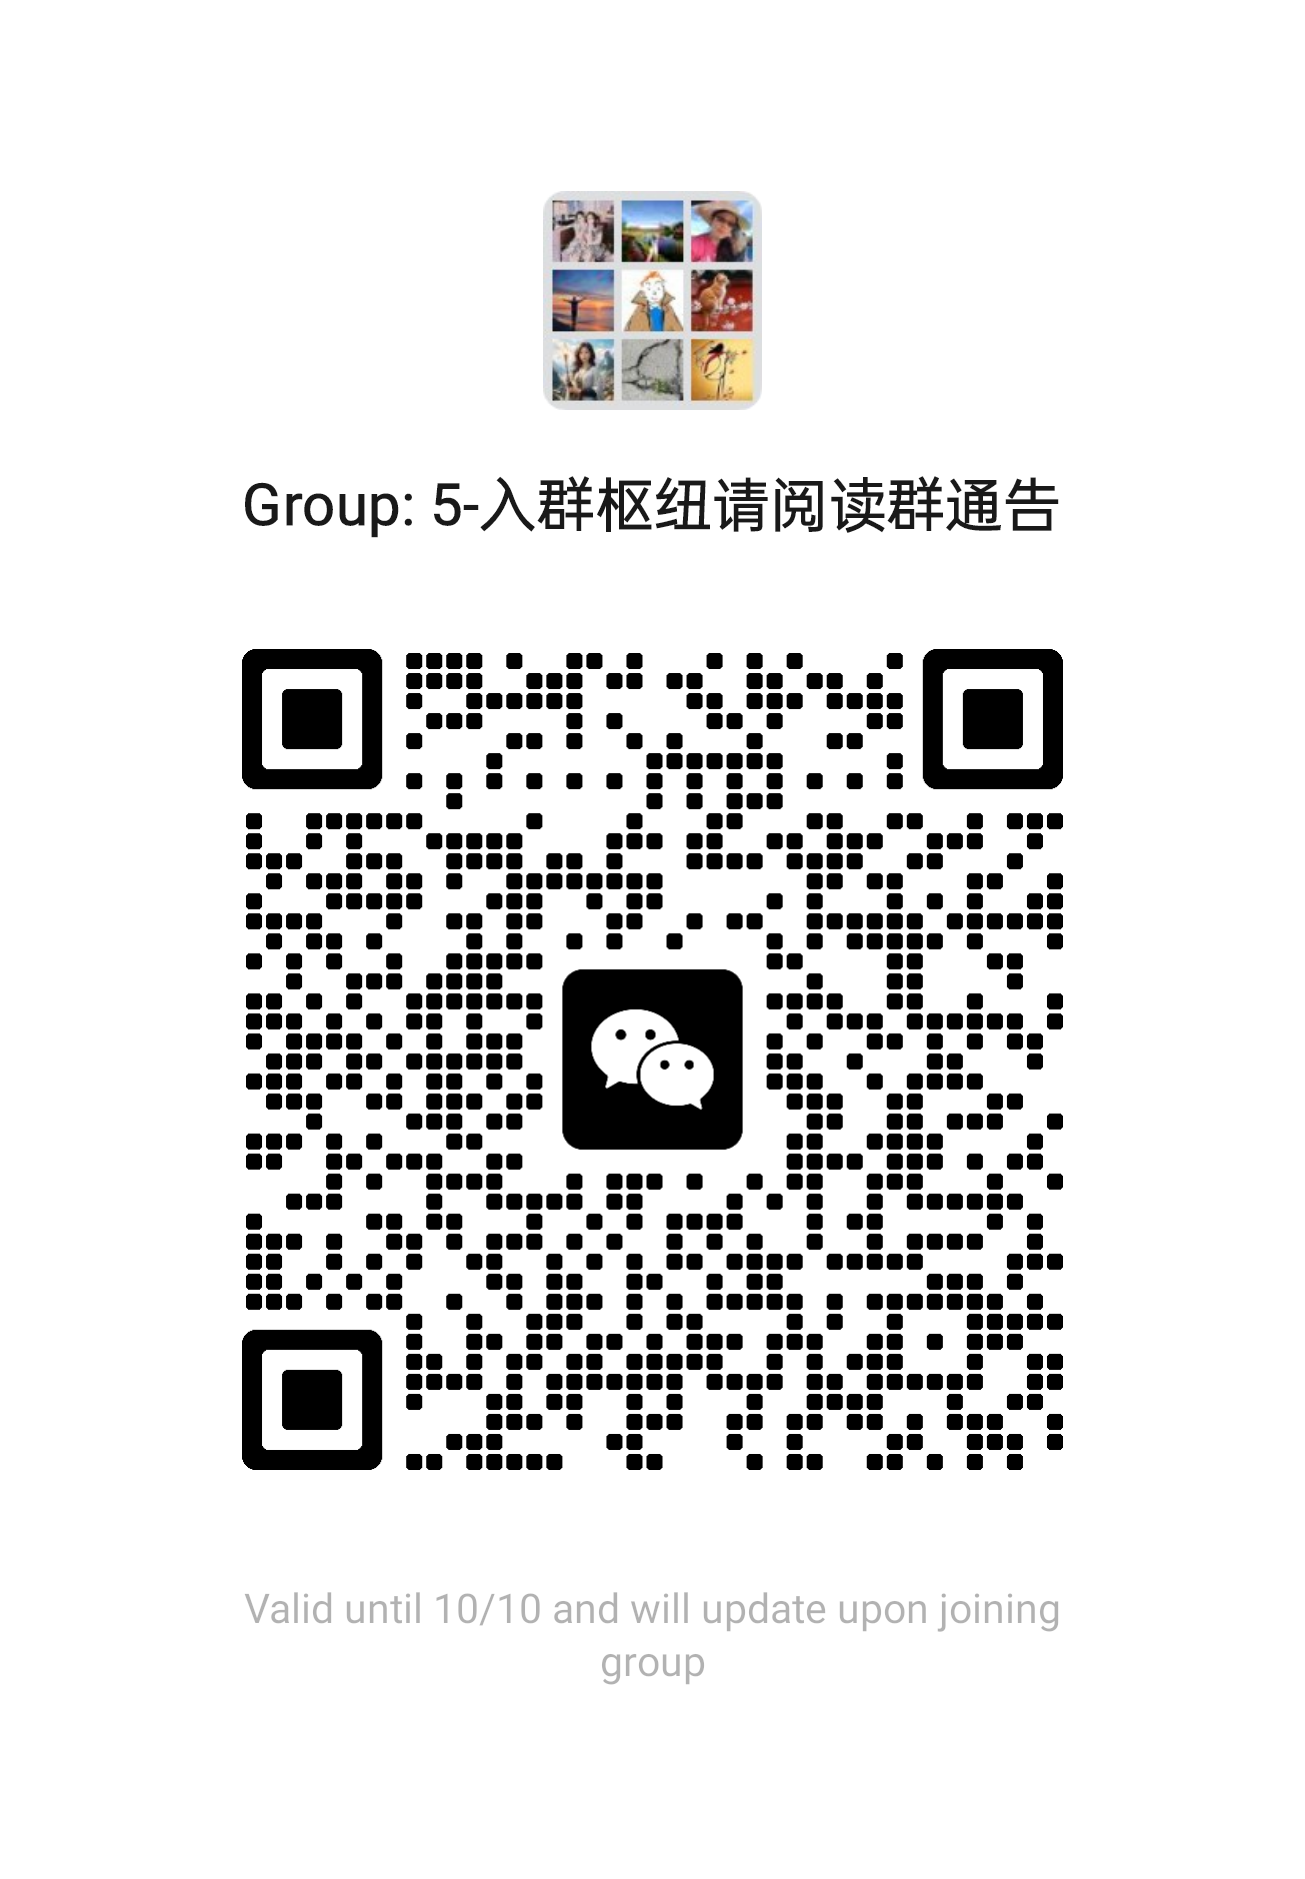 Group: 5-入群枢纽请阅读群通告
Valid until 10/10 and will update upon joining
group